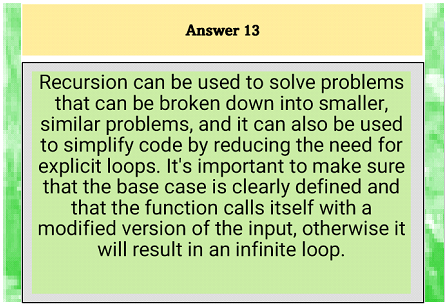 Answer 13
Recursion can be used to solve problems
that can be broken down into smaller,
similar problems, and it can also be used
to simplify code by reducing the need for
explicit loops. It's important to make sure
that the base case is clearly defined and
that the function calls itself with a
modified version of the input, otherwise it
will result in an infinite loop.